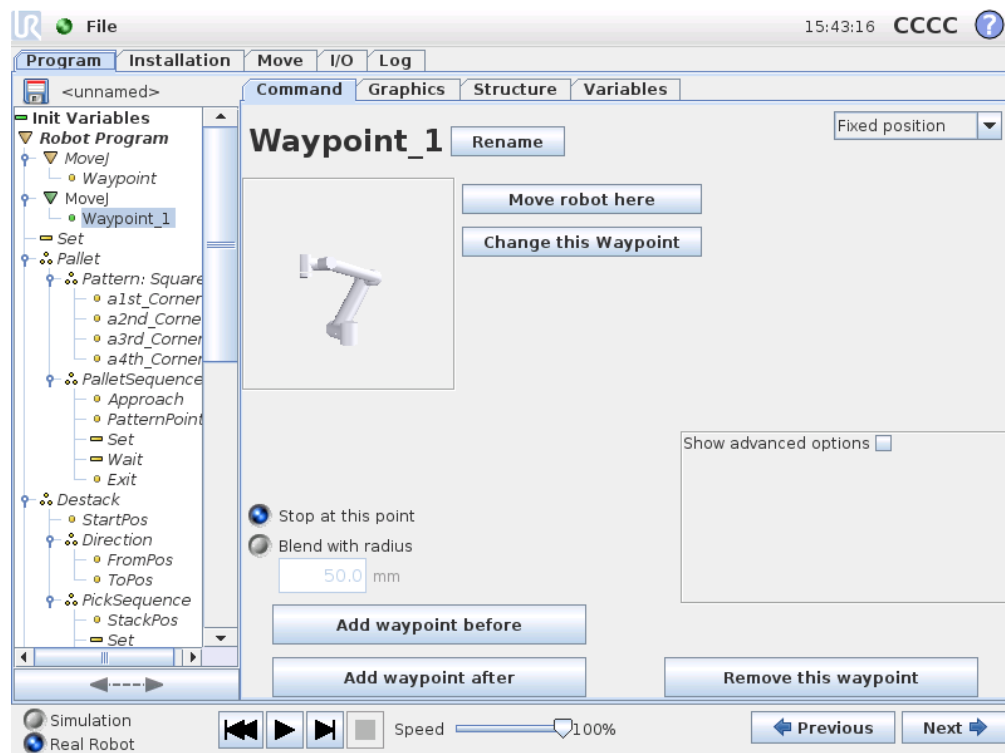 UR File 15:43:16 CCCC ?
Program Installation Move I/O Log
<unnamed>
Command Graphics Structure Variables
Init Variables
Robot Program
MoveJ
Waypoint
MoveJ
Waypoint_1
Set
Pallet
Pattern: Square
a1st_Corner
a2nd_Corne
a3rd_Corner
a4th_Corner
PalletSequence
Approach
PatternPoint
Set
Wait
Exit
Destack
StartPos
Direction
FromPos
ToPos
PickSequence
StackPos
Set
Waypoint_1 Rename
Fixed position
Move robot here
Change this Waypoint
Show advanced options
Stop at this point
Blend with radius
50.0 mm
Add waypoint before
Add waypoint after Remove this waypoint
Simulation
Real Robot
Speed 100%
Previous Next